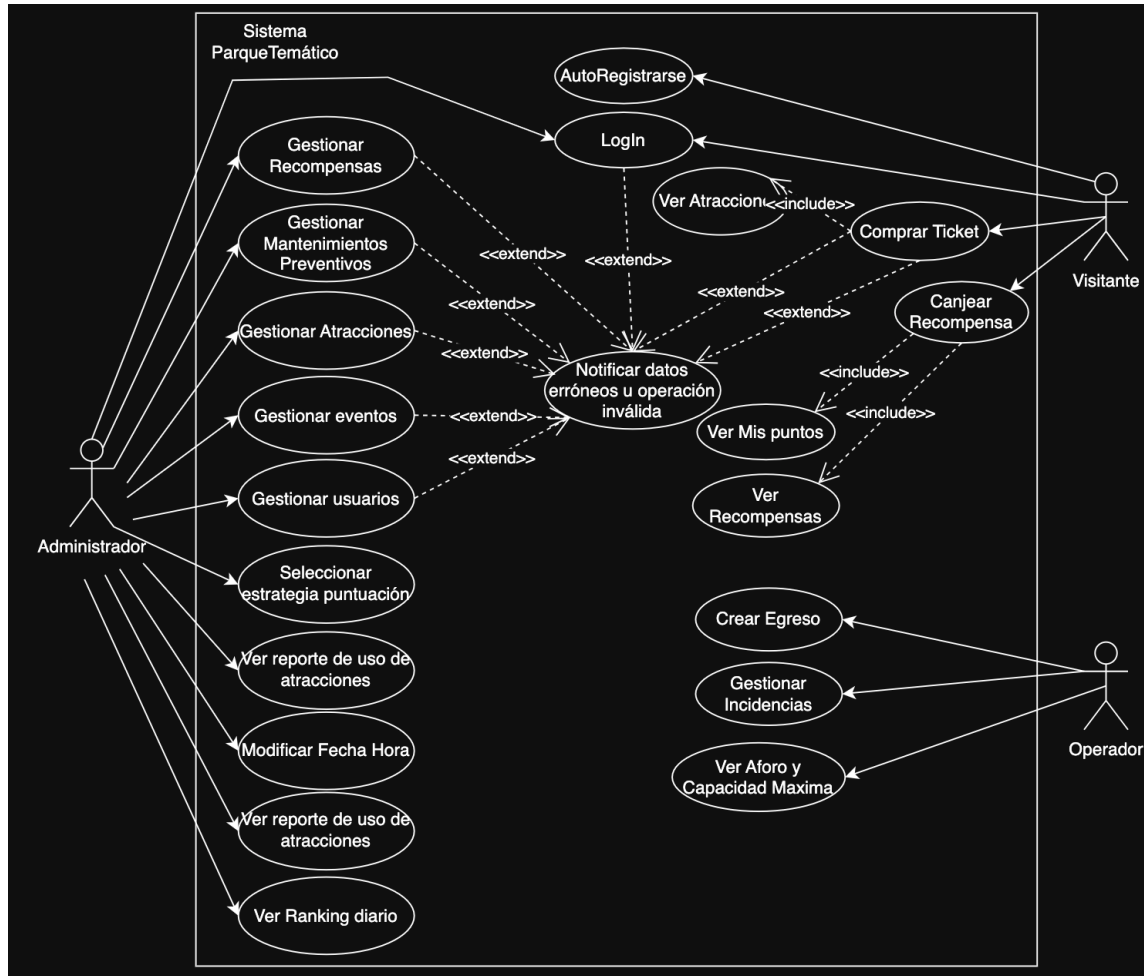 Sistema
ParqueTemático
AutoRegistrarse
LogIn
Gestionar
Recompensas
Ver Atraccion
<<include>>
Comprar Ticket
Visitante
Gestionar
Mantenimientos
Preventivos
<<extend>>
<<extend>>
<<extend>>
<<extend>>
<<extend>>
Canjear
Recompensa
Gestionar Atracciones
<<extend>>
Notificar datos
erróneos u operación
inválida
<<include>>
<<include>>
Gestionar eventos
<<extend>>
Ver Mis puntos
<<extend>>
Gestionar usuarios
Ver
Recompensas
Administrador
Seleccionar
estrategia puntuación
Crear Egreso
Ver reporte de uso de
atracciones
Gestionar
Incidencias
Modificar Fecha Hora
Operador
Ver Aforo y
Capacidad Maxima
Ver reporte de uso de
atracciones
Ver Ranking diario